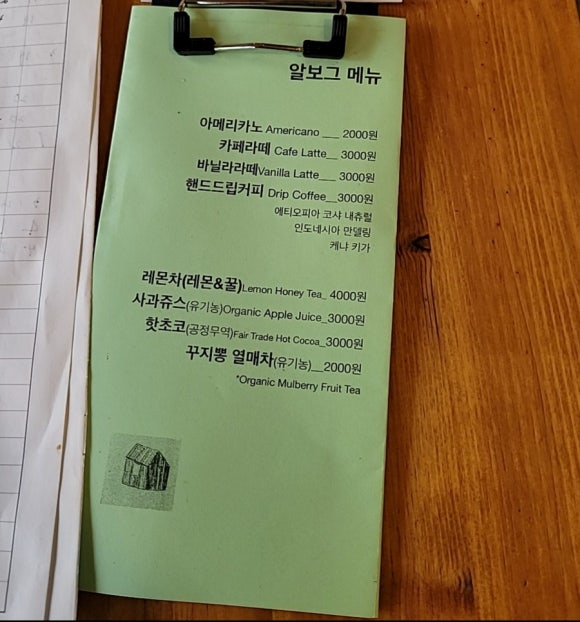 알보그 메뉴
아메리카노 Americano ___ 2000원
카페라떼 Cafe Latte__ 3000원
바닐라라떼Vanilla Latte___ 3000원
핸드드립커피 Drip Coffee__3000원
에티오피아 코샤 내츄럴
인도네시아 만델링
케냐 키가
레몬차(레몬&꿀)Lemon Honey Tea_ 4000원
사과쥬스(유기농)Organic Apple Juice_3000원
핫초코(공정무역)Fair Trade Hot Cocoa_3000원
꾸지뽕 열매차(유기농)__2000원
*Organic Mulberry Fruit Tea